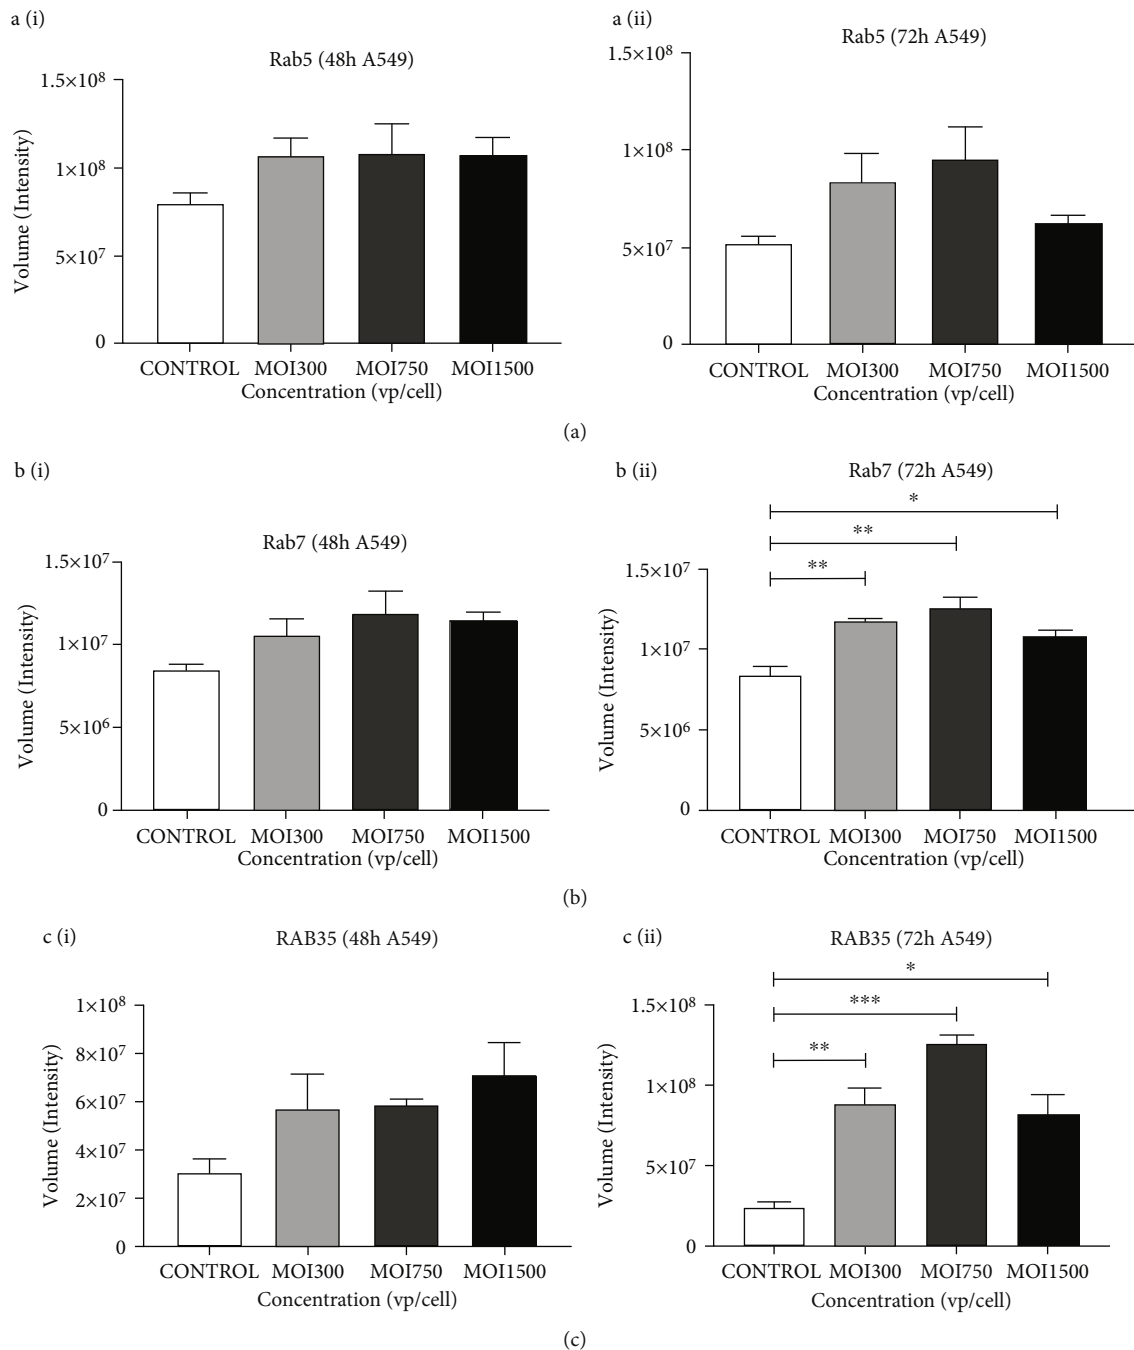 a (i)
Rab5 (48h A549)
1.5×10⁸
1×10⁸
5×10⁷
0
Volume (Intensity)
CONTROL MOI300 MOI750 MOI1500
Concentration (vp/cell)
a (ii)
Rab5 (72h A549)
1.5×10⁸
1×10⁸
5×10⁷
0
Volume (Intensity)
CONTROL MOI300 MOI750 MOI1500
Concentration (vp/cell)
(a)
b (i)
Rab7 (48h A549)
1.5×10⁷
1×10⁷
5×10⁶
0
Volume (Intensity)
CONTROL MOI300 MOI750 MOI1500
Concentration (vp/cell)
b (ii)
Rab7 (72h A549)
*
**
**
1.5×10⁷
1×10⁷
5×10⁶
0
Volume (Intensity)
CONTROL MOI300 MOI750 MOI1500
Concentration (vp/cell)
(b)
c (i)
RAB35 (48h A549)
1×10⁸
8×10⁷
6×10⁷
4×10⁷
2×10⁷
0
Volume (Intensity)
CONTROL MOI300 MOI750 MOI1500
Concentration (vp/cell)
c (ii)
RAB35 (72h A549)
*
***
**
1.5×10⁸
1×10⁸
5×10⁷
0
Volume (Intensity)
CONTROL MOI300 MOI750 MOI1500
Concentration (vp/cell)
(c)